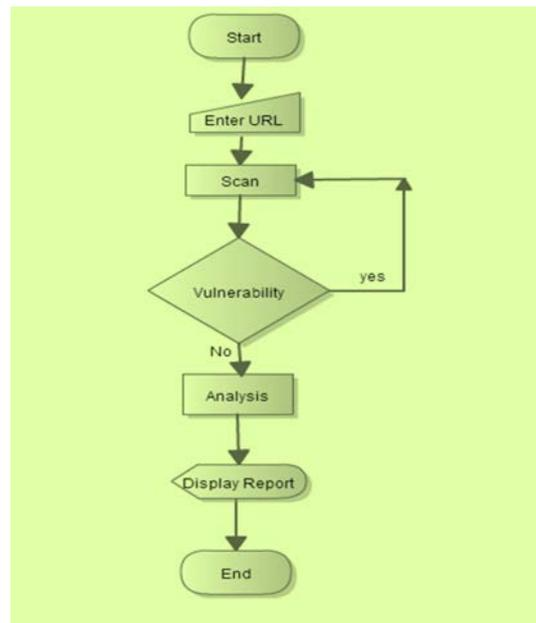 Start
Enter URL
Scan
Vulnerability
yes
No
Analysis
Display Report
End